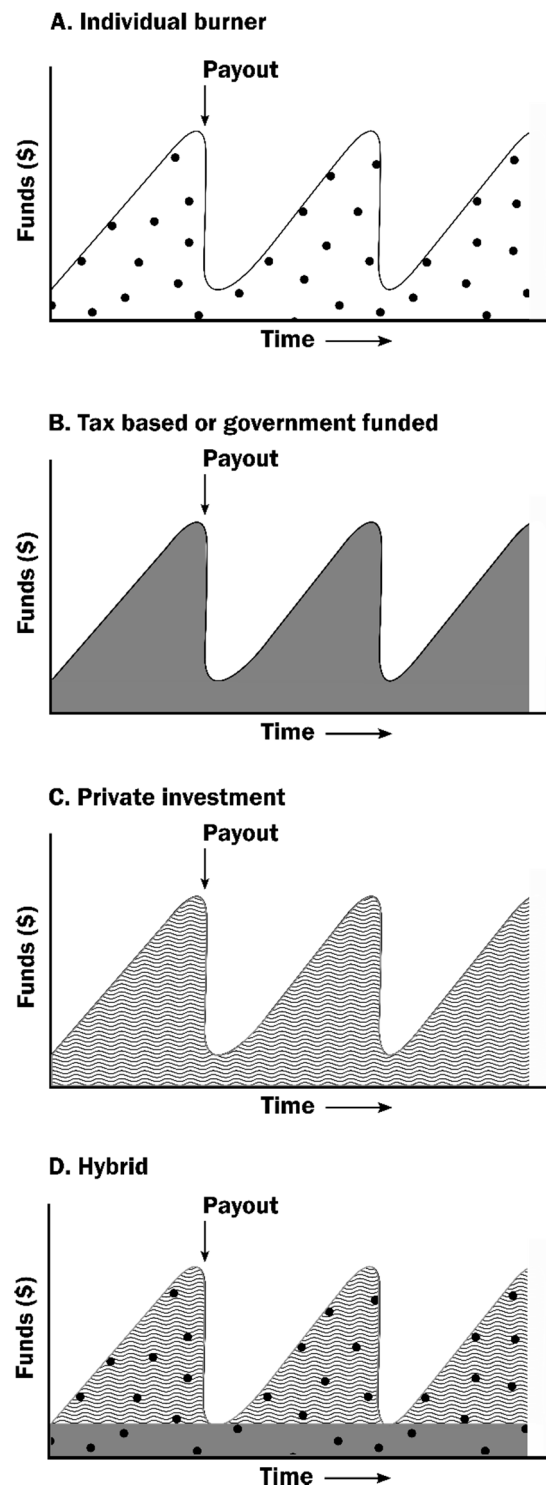 A. Individual burner
Payout
Funds ($)
Time
B. Tax based or government funded
Payout
Funds ($)
Time
C. Private investment
Payout
Funds ($)
Time
D. Hybrid
Payout
Funds ($)
Time